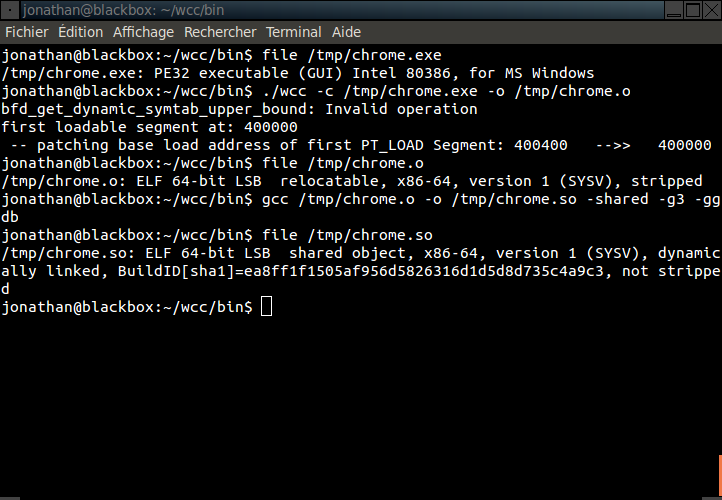 jonathan@blackbox: ~/wcc/bin
Fichier Édition Affichage Rechercher Terminal Aide
jonathan@blackbox:~/wcc/bin$ file /tmp/chrome.exe
/tmp/chrome.exe: PE32 executable (GUI) Intel 80386, for MS Windows
jonathan@blackbox:~/wcc/bin$ ./wcc -c /tmp/chrome.exe -o /tmp/chrome.o
bfd_get_dynamic_symtab_upper_bound: Invalid operation
first loadable segment at: 400000
 -- patching base load address of first PT_LOAD Segment: 400400   -->>   400000
jonathan@blackbox:~/wcc/bin$ file /tmp/chrome.o
/tmp/chrome.o: ELF 64-bit LSB  relocatable, x86-64, version 1 (SYSV), stripped
jonathan@blackbox:~/wcc/bin$ gcc /tmp/chrome.o -o /tmp/chrome.so -shared -g3 -gg
db
jonathan@blackbox:~/wcc/bin$ file /tmp/chrome.so
/tmp/chrome.so: ELF 64-bit LSB  shared object, x86-64, version 1 (SYSV), dynamic
ally linked, BuildID[sha1]=ea8ff1f1505af956d5826316d1d5d8d735c4a9c3, not strippe
d
jonathan@blackbox:~/wcc/bin$